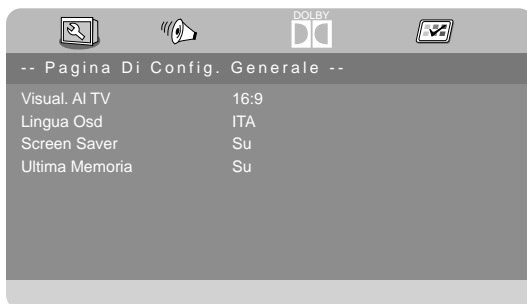 DOLBY
-- Pagina Di Config. Generale --
Visual. Al TV 16:9
Lingua Osd ITA
Screen Saver Su
Ultima Memoria Su